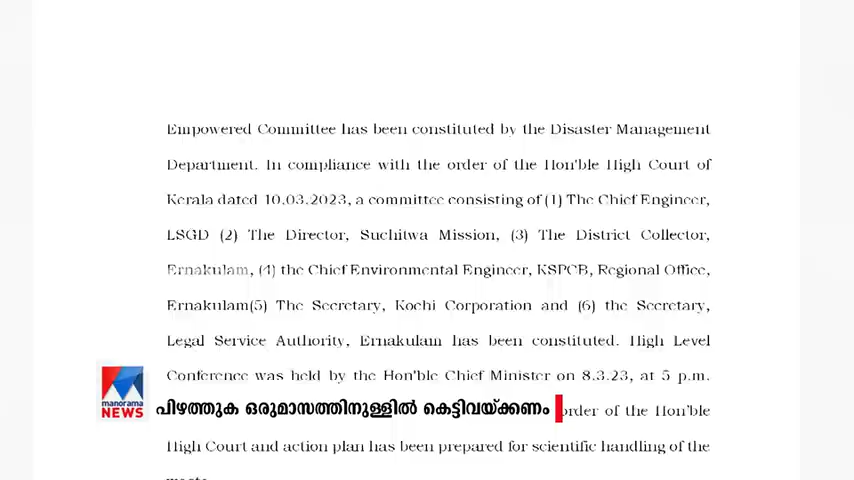 Empowered Committee has been constituted by the Disaster Management
Department. In compliance with the order of the Hon'ble High Court of
Kerala dated 10.03.2023, a committee consisting of (1) The Chief Engineer,
LSGD (2) The Director, Suchitwa Mission, (3) The District Collector,
Ernakulam, (4) the Chief Environmental Engineer, KSPCB, Regional Office,
Ernakulam(5) The Secretary, Kochi Corporation and (6) the Secretary,
Legal Service Authority, Ernakulam has been constituted. High Level
Conference was held by the Hon'ble Chief Minister on 8.3.23, at 5 p.m.
manorama
NEWS
പിഴത്തുക ഒരുമാസത്തിനുള്ളിൽ കെട്ടിവയ്ക്കണം
order of the Hon'ble
High Court and action plan has been prepared for scientific handling of the